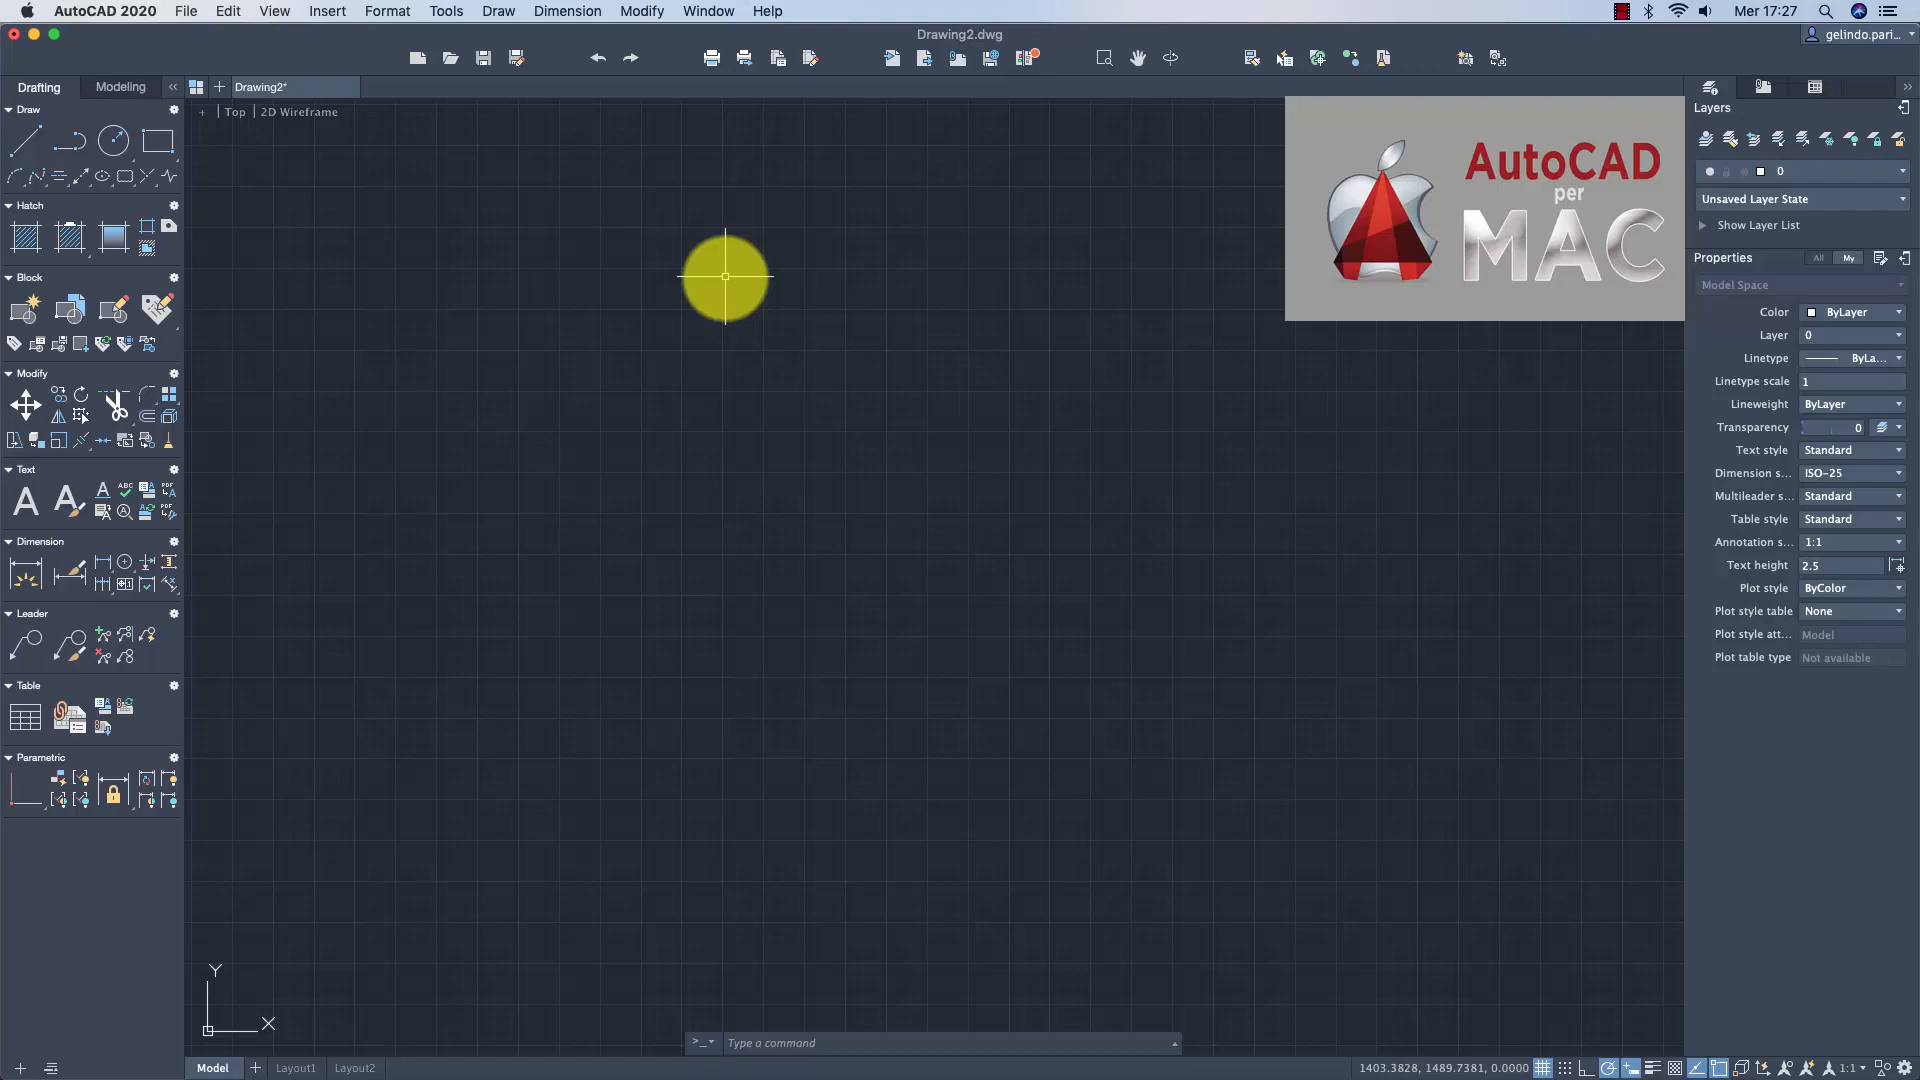 AutoCAD 2020 File Edit View Insert Format Tools Draw Dimension Modify Window Help Mer 17:27
Drawing2.dwg
gelindo.pari...
Drafting Modeling Drawing2*
+ Top 2D Wireframe
Draw
Hatch
Block
Modify
Text
Dimension
Leader
Table
Parametric
AutoCAD
per
MAC
Layers
0
Unsaved Layer State
Show Layer List
Properties All My
Model Space
Color ByLayer
Layer 0
Linetype ByLa...
Linetype scale 1
Lineweight ByLayer
Transparency 0
Text style Standard
Dimension s... ISO-25
Multileader s... Standard
Table style Standard
Annotation s... 1:1
Text height 2.5
Plot style ByColor
Plot style table None
Plot style att... Model
Plot table type Not available
Y
X
>_ Type a command
Model + Layout1 Layout2
1403.3828, 1489.7381, 0.0000 1:1